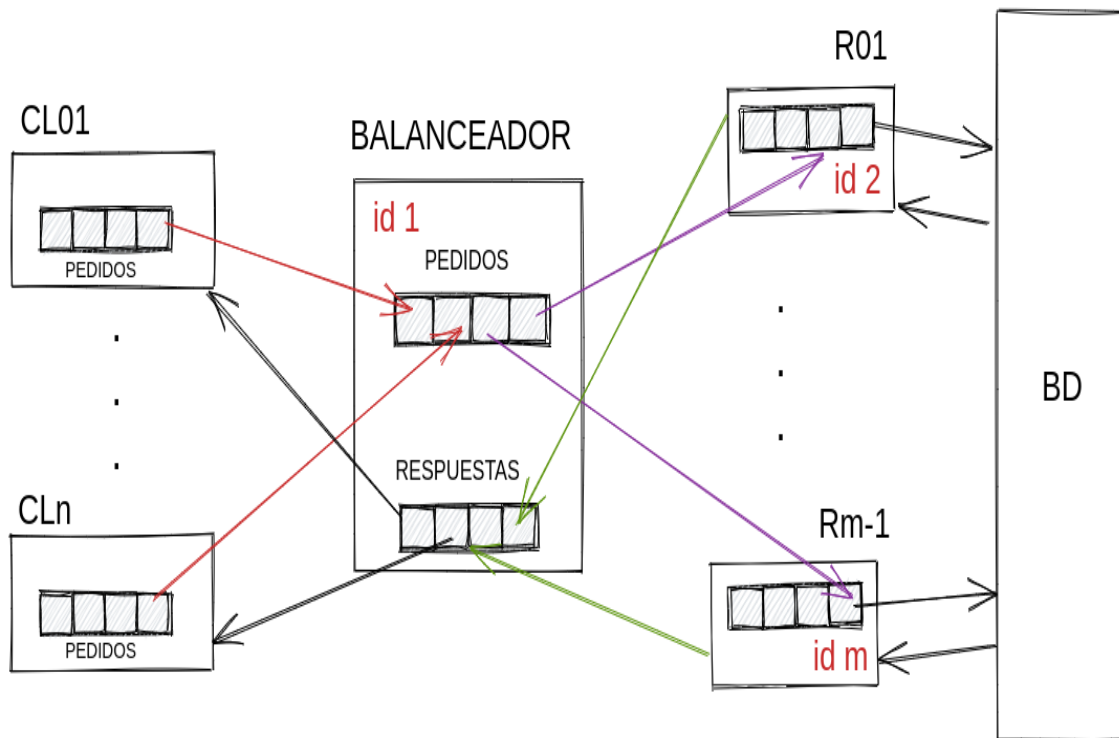 CL01
PEDIDOS
CLn
PEDIDOS
BALANCEADOR
id 1
PEDIDOS
RESPUESTAS
R01
id 2
Rm-1
id m
BD